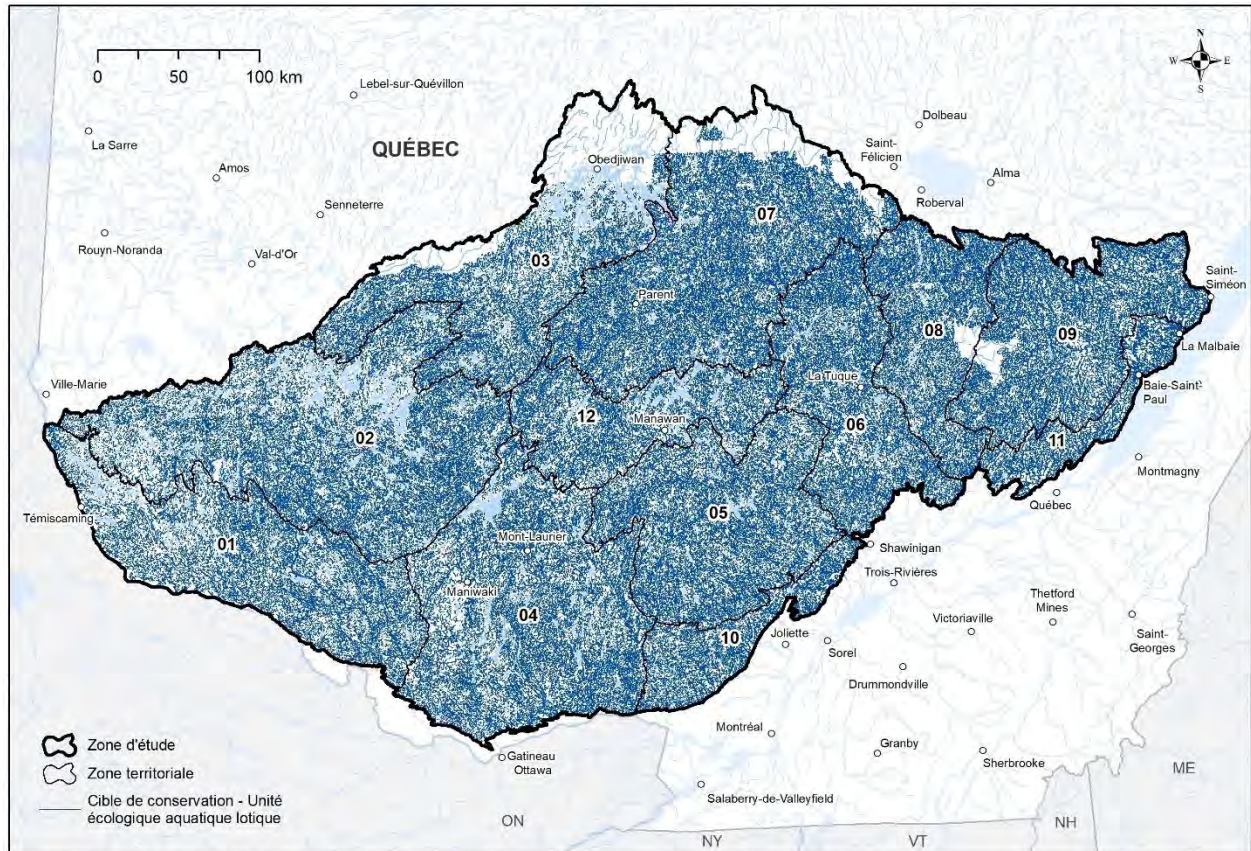 N
W E
S
0 50 100 km
Lebel-sur-Quévillon
Dolbeau
La Sarre
QUÉBEC
Saint-
Félicien
Obedjiwan
Amos
Alma
Roberval
Senneterre
07
Rouyn-Noranda
Val-d'Or
03
Saint-
Siméon
Parent
08
09
La Malbaie
Ville-Marie
La Tuque
Baie-Saint-
Paul
12
Manawan
06
02
11
Montmagny
Québec
Témiscaming
05
01
Mont-Laurier
Shawinigan
Trois-Rivières
Maniwaki
Thetford
Mines
Victoriaville
04
Saint-
Georges
10
Joliette
Sorel
Drummondville
Montréal
Granby
Sherbrooke
Zone d'étude
Gatineau
Ottawa
ME
Zone territoriale
Salaberry-de-Valleyfield
Cible de conservation - Unité
écologique aquatique lotique
ON
NH
NY
VT